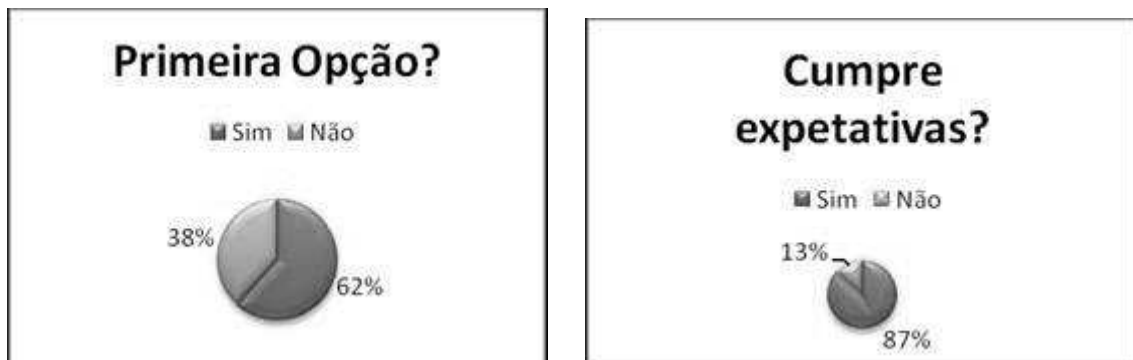 Primeira Opção?
Sim Não
38%
62%
Cumpre
expetativas?
Sim Não
13%
87%